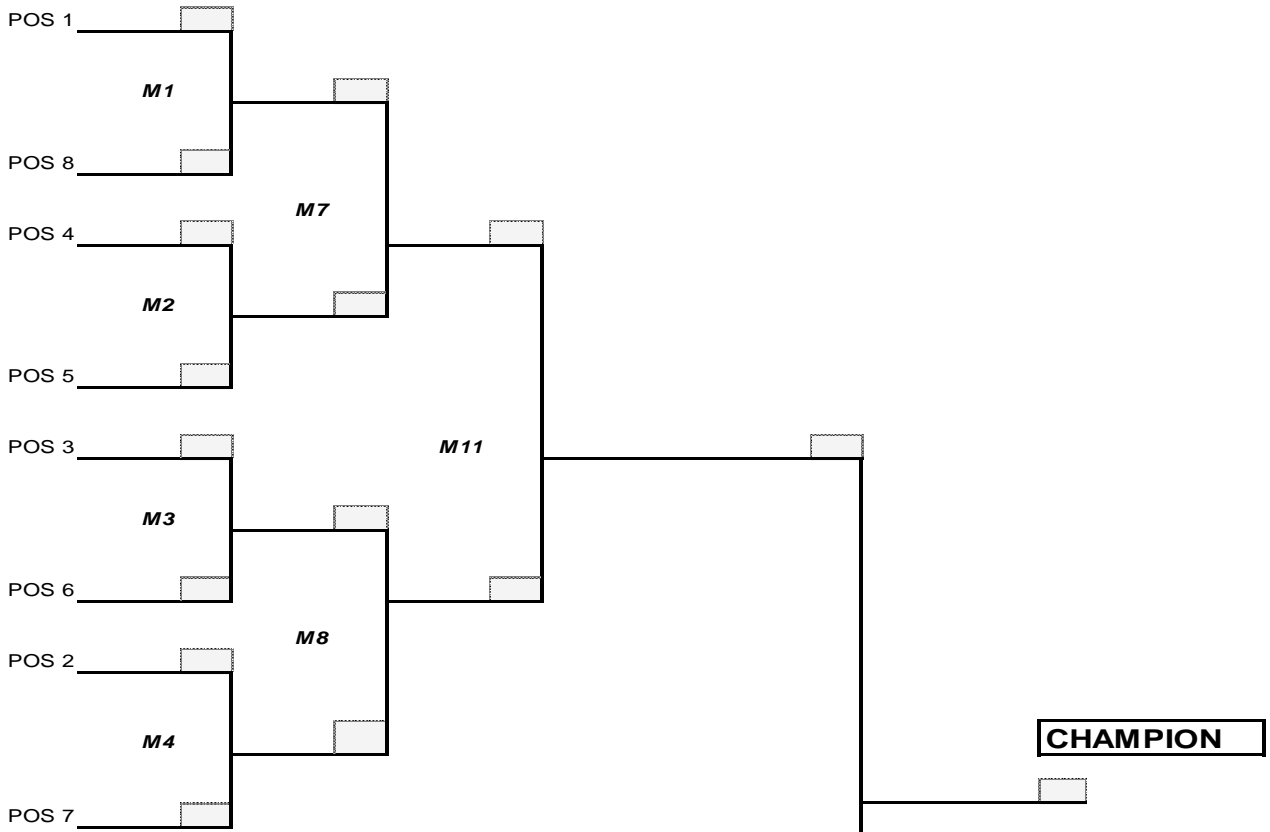 POS 1
M1
POS 8
M7
POS 4
M2
POS 5
POS 3
M11
M3
POS 6
M8
POS 2
CHAMPION
M4
POS 7